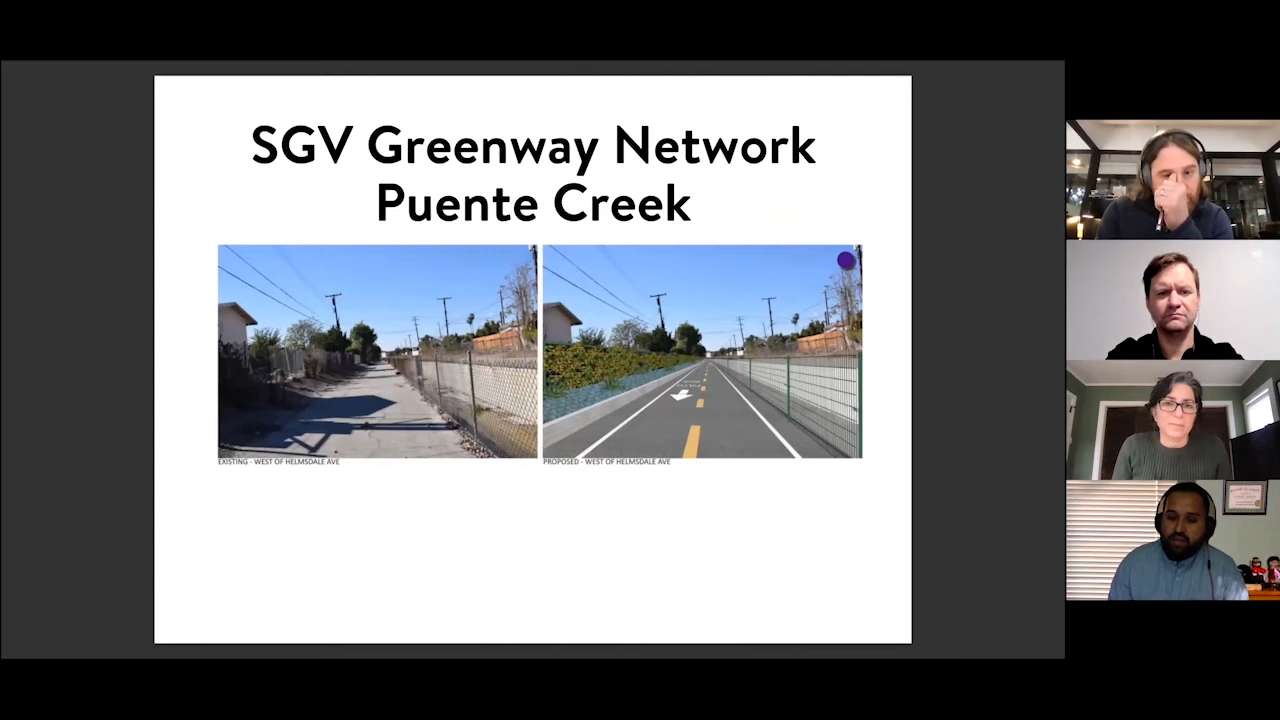 SGV Greenway Network
Puente Creek
EXISTING - WEST OF HELMSDALE AVE
PROPOSED - WEST OF HELMSDALE AVE